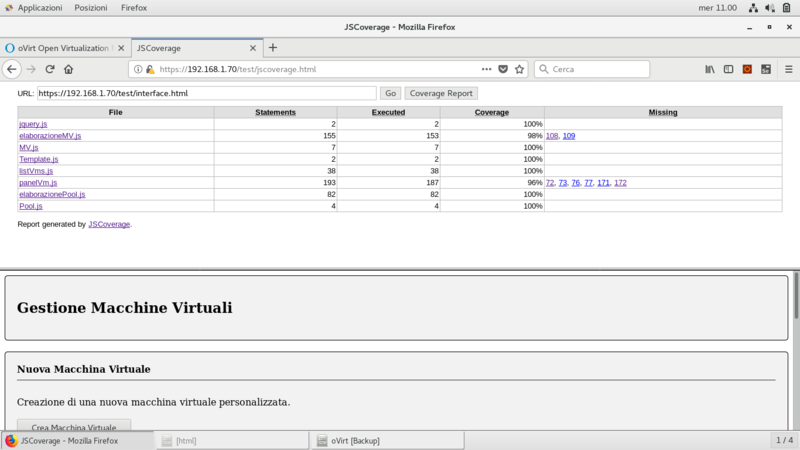 Applicazioni Posizioni Firefox mer 11.00
JSCoverage - Mozilla Firefox
oVirt Open Virtualization JSCoverage
https://192.168.1.70/test/jscoverage.html Cerca
URL: https://192.168.1.70/test/interface.html Go Coverage Report
File Statements Executed Coverage Missing
jquery.js 2 2 100%
elaborazioneMV.js 155 153 98% 108, 109
MV.js 7 7 100%
Template.js 2 2 100%
listVms.js 38 38 100%
panelVm.js 193 187 96% 72, 73, 76, 77, 171, 172
elaborazionePool.js 82 82 100%
Pool.js 4 4 100%
Report generated by JSCoverage.
Gestione Macchine Virtuali
Nuova Macchina Virtuale
Creazione di una nuova macchina virtuale personalizzata.
Crea Macchina Virtuale
JSCoverage - Mozilla Firefox [html] oVirt [Backup] 1 / 4